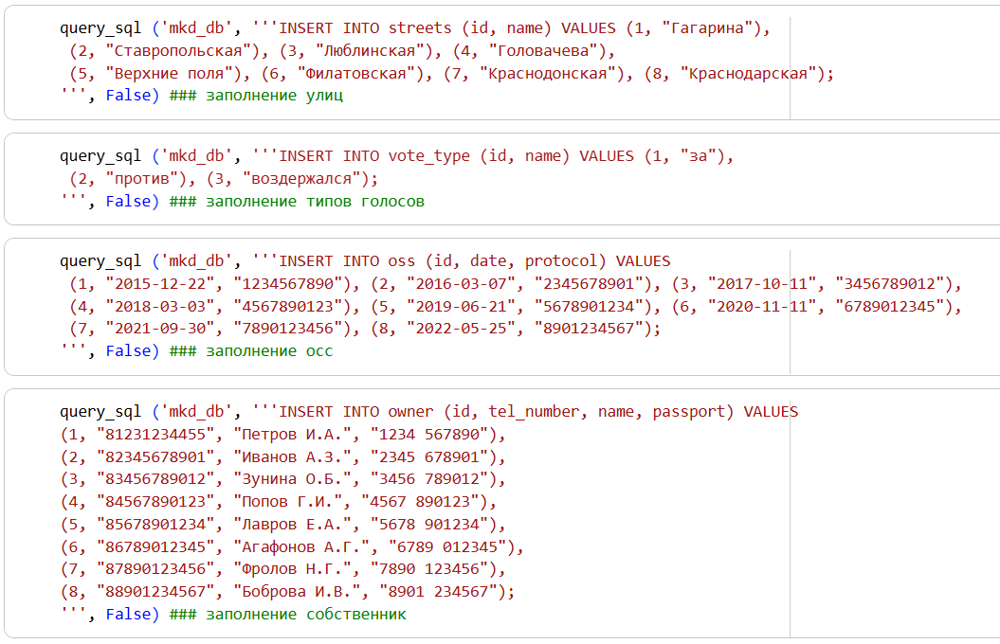 query_sql ('mkd_db', '''INSERT INTO streets (id, name) VALUES (1, "Гагарина"),
(2, "Ставропольская"), (3, "Люблинская"), (4, "Головачева"),
(5, "Верхние поля"), (6, "Филатовская"), (7, "Краснодонская"), (8, "Краснодарская");
''', False) ### заполнение улиц
query_sql ('mkd_db', '''INSERT INTO vote_type (id, name) VALUES (1, "за"),
(2, "против"), (3, "воздержался");
''', False) ### заполнение типов голосов
query_sql ('mkd_db', '''INSERT INTO oss (id, date, protocol) VALUES
(1, "2015-12-22", "1234567890"), (2, "2016-03-07", "2345678901"), (3, "2017-10-11", "3456789012"),
(4, "2018-03-03", "4567890123"), (5, "2019-06-21", "5678901234"), (6, "2020-11-11", "6789012345"),
(7, "2021-09-30", "7890123456"), (8, "2022-05-25", "8901234567");
''', False) ### заполнение осс
query_sql ('mkd_db', '''INSERT INTO owner (id, tel_number, name, passport) VALUES
(1, "81231234455", "Петров И.А.", "1234 567890"),
(2, "82345678901", "Иванов А.З.", "2345 678901"),
(3, "83456789012", "Зунина О.Б.", "3456 789012"),
(4, "84567890123", "Попов Г.И.", "4567 890123"),
(5, "85678901234", "Лавров Е.А.", "5678 901234"),
(6, "86789012345", "Агафонов А.Г.", "6789 012345"),
(7, "87890123456", "Фролов Н.Г.", "7890 123456"),
(8, "88901234567", "Боброва И.В.", "8901 234567");
''', False) ### заполнение собственник